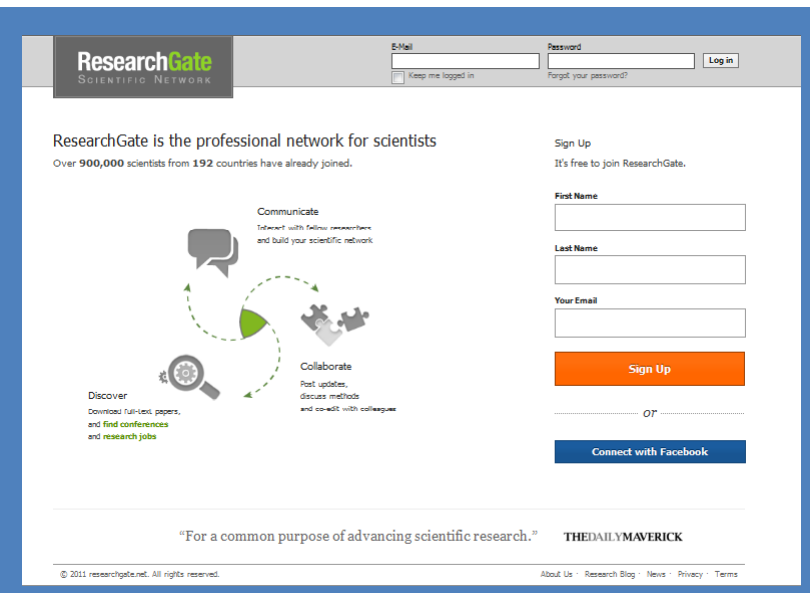 ResearchGate
SCIENTIFIC NETWORK
E-Mail
Password
Log in
Keep me logged in
Forgot your password?
ResearchGate is the professional network for scientists
Over 900,000 scientists from 192 countries have already joined.
Communicate
Interact with fellow researchers
and build your scientific network
Collaborate
Post updates,
discuss methods
and co-edit with colleagues
Discover
Download full-text papers,
and find conferences
and research jobs
Sign Up
It's free to join ResearchGate.
First Name
Last Name
Your Email
Sign Up
or
Connect with Facebook
“For a common purpose of advancing scientific research.” THEDAILYMAVERICK
© 2011 researchgate.net. All rights reserved.
About Us · Research Blog · News · Privacy · Terms